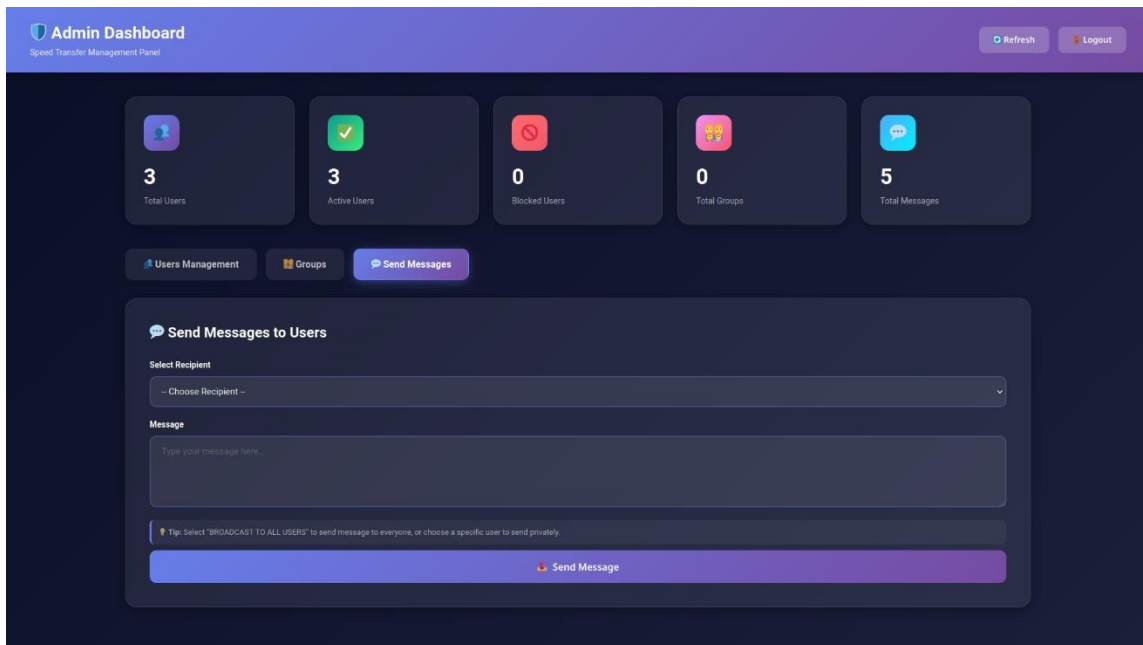 Admin Dashboard
Speed Transfer Management Panel
Refresh
Logout
3
Total Users
3
Active Users
0
Blocked Users
0
Total Groups
5
Total Messages
Users Management
Groups
Send Messages
Send Messages to Users
Select Recipient
-- Choose Recipient --
Message
Type your message here...
Tip: Select "BROADCAST TO ALL USERS" to send message to everyone, or choose a specific user to send privately.
Send Message